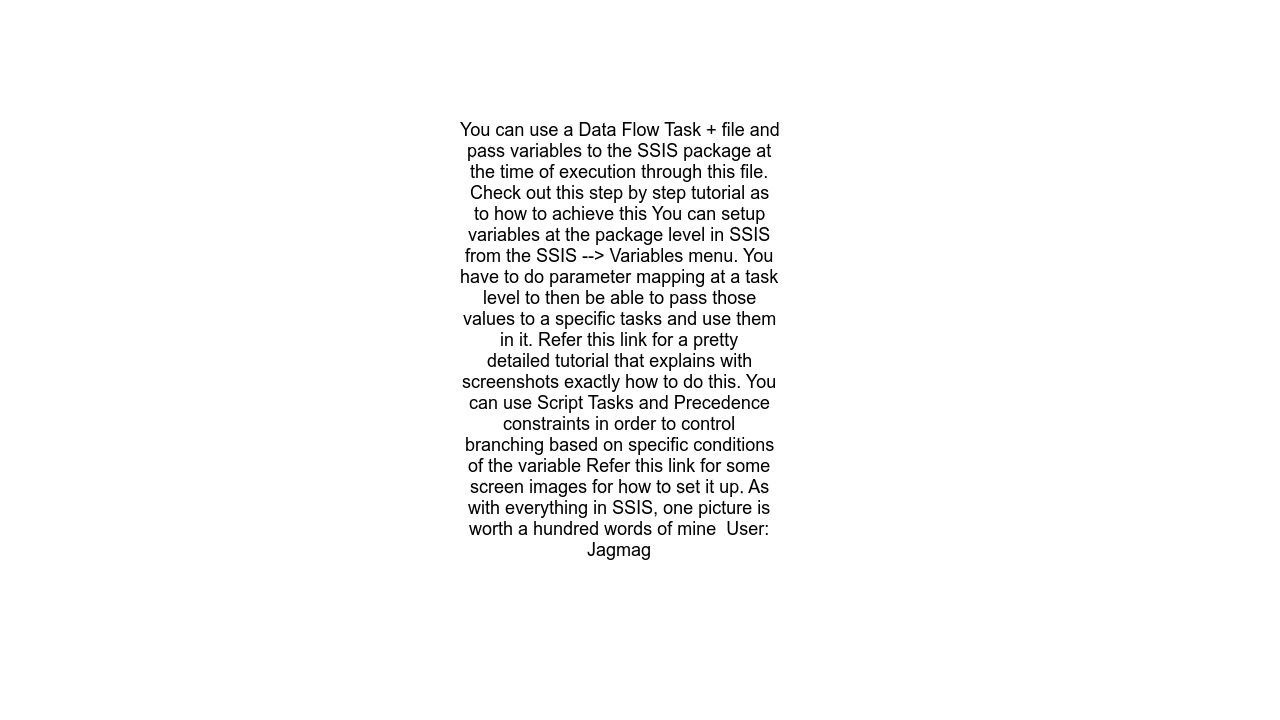 You can use a Data Flow Task + file and
pass variables to the SSIS package at
the time of execution through this file.
Check out this step by step tutorial as
to how to achieve this You can setup
variables at the package level in SSIS
from the SSIS --> Variables menu. You
have to do parameter mapping at a task
level to then be able to pass those
values to a specific tasks and use them
in it. Refer this link for a pretty
detailed tutorial that explains with
screenshots exactly how to do this. You
can use Script Tasks and Precedence
constraints in order to control
branching based on specific conditions
of the variable Refer this link for some
screen images for how to set it up. As
with everything in SSIS, one picture is
worth a hundred words of mine  User:
Jagmag